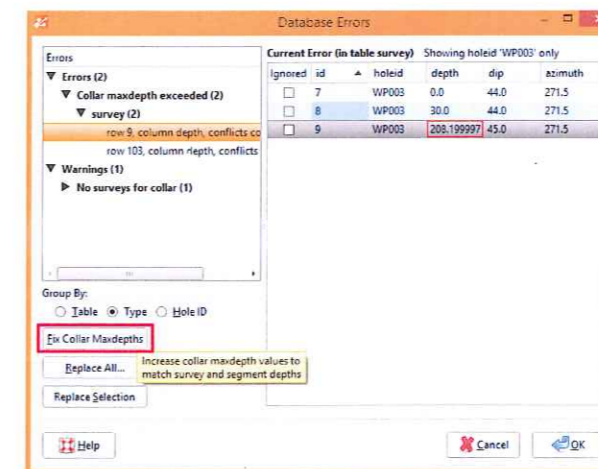 Database Errors
Errors
Errors (2)
Collar maxdepth exceeded (2)
survey (2)
row 9, column depth, conflicts co
row 103, column depth, conflicts
Warnings (1)
No surveys for collar (1)
Group By:
Table Type Hole ID
Fix Collar Maxdepths
Replace All...
Increase collar maxdepth values to
match survey and segment depths
Replace Selection
Current Error (in table survey) Showing holeid 'WP003' only
Ignored id holeid depth dip azimuth
7 WP003 0.0 44.0 271.5
8 WP003 30.0 44.0 271.5
9 WP003 208.199997 45.0 271.5
Help Cancel OK